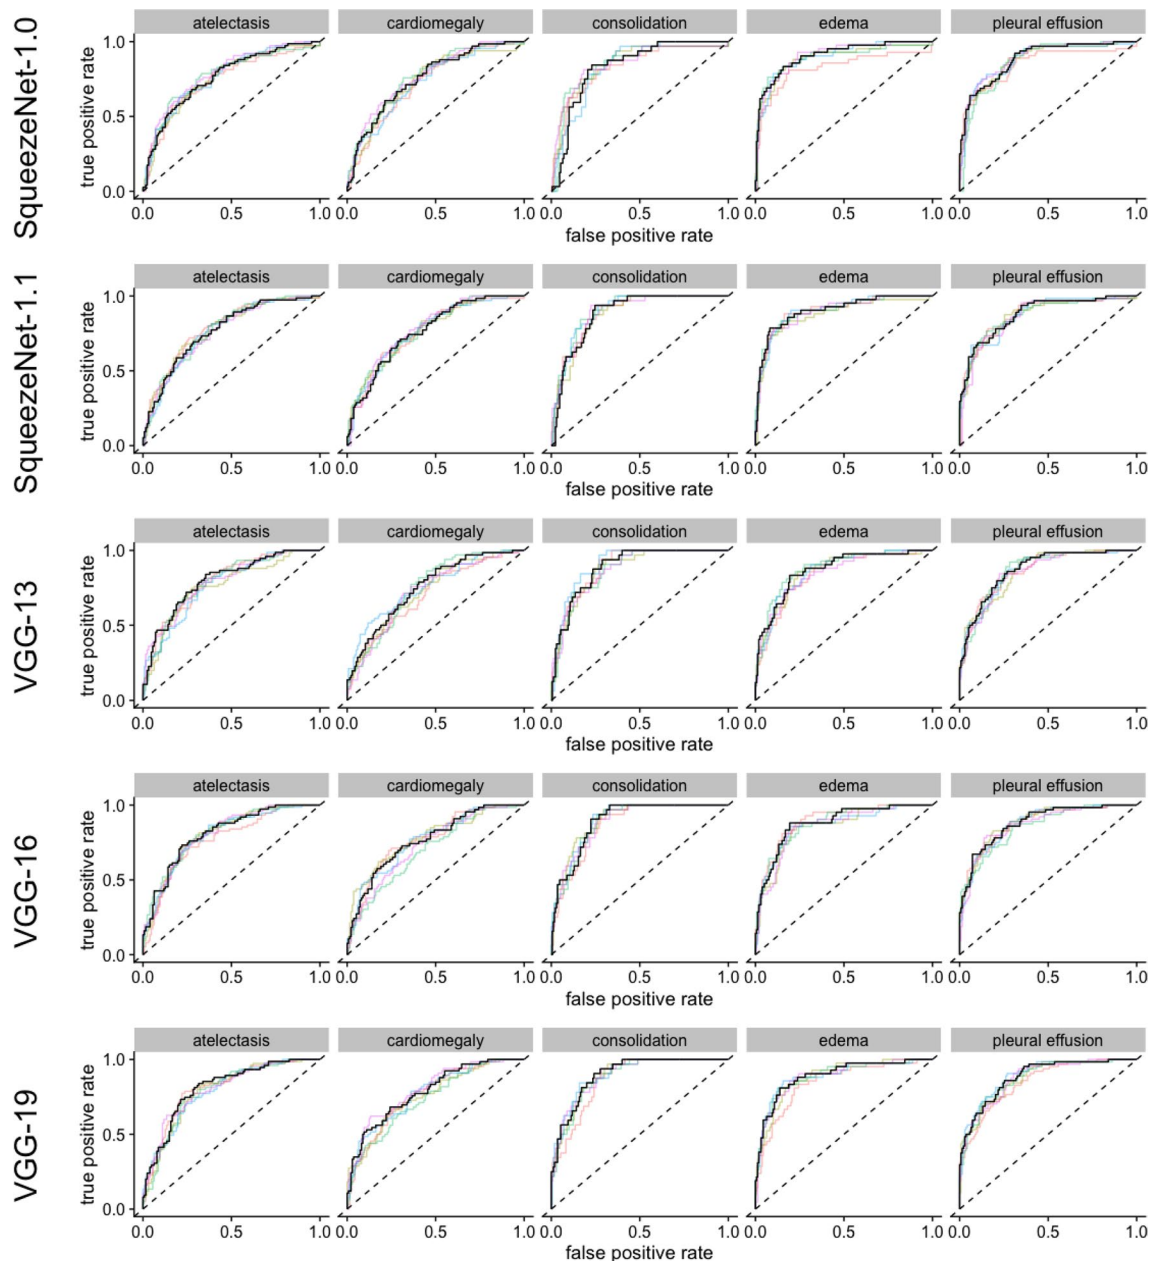 SqueezeNet-1.0
atelectasis cardiomegaly consolidation edema pleural effusion
true positive rate
1.0
0.5
0.0
0.0 0.5 1.0 0.0 0.5 1.0 0.0 0.5 1.0 0.0 0.5 1.0 0.0 0.5 1.0
false positive rate
SqueezeNet-1.1
atelectasis cardiomegaly consolidation edema pleural effusion
true positive rate
1.0
0.5
0.0
0.0 0.5 1.0 0.0 0.5 1.0 0.0 0.5 1.0 0.0 0.5 1.0 0.0 0.5 1.0
false positive rate
VGG-13
atelectasis cardiomegaly consolidation edema pleural effusion
true positive rate
1.0
0.5
0.0
0.0 0.5 1.0 0.0 0.5 1.0 0.0 0.5 1.0 0.0 0.5 1.0 0.0 0.5 1.0
false positive rate
VGG-16
atelectasis cardiomegaly consolidation edema pleural effusion
true positive rate
1.0
0.5
0.0
0.0 0.5 1.0 0.0 0.5 1.0 0.0 0.5 1.0 0.0 0.5 1.0 0.0 0.5 1.0
false positive rate
VGG-19
atelectasis cardiomegaly consolidation edema pleural effusion
true positive rate
1.0
0.5
0.0
0.0 0.5 1.0 0.0 0.5 1.0 0.0 0.5 1.0 0.0 0.5 1.0 0.0 0.5 1.0
false positive rate